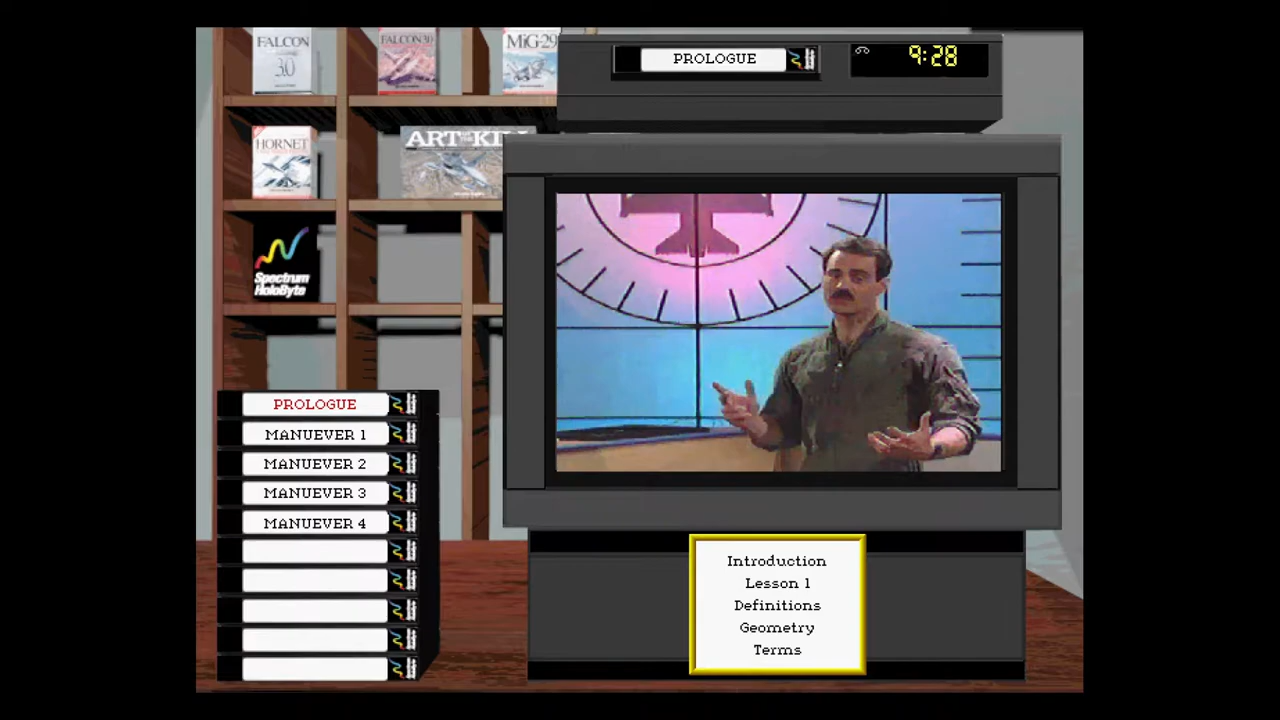 FALCON
3.0
FALCON 3.0
MiG-29
HORNET
ART OF THE KILL
Spectrum
HoloByte
PROLOGUE
9:28
PROLOGUE
MANUEVER 1
MANUEVER 2
MANUEVER 3
MANUEVER 4
Introduction
Lesson 1
Definitions
Geometry
Terms